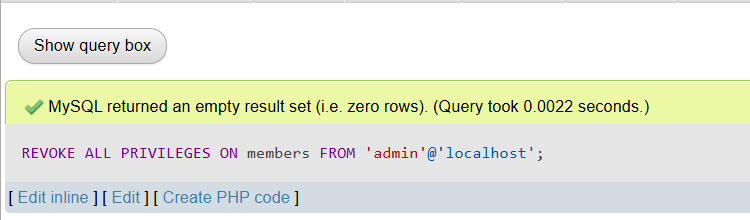 Show query box
MySQL returned an empty result set (i.e. zero rows). (Query took 0.0022 seconds.)
REVOKE ALL PRIVILEGES ON members FROM 'admin'@'localhost';
[ Edit inline ] [ Edit ] [ Create PHP code ]